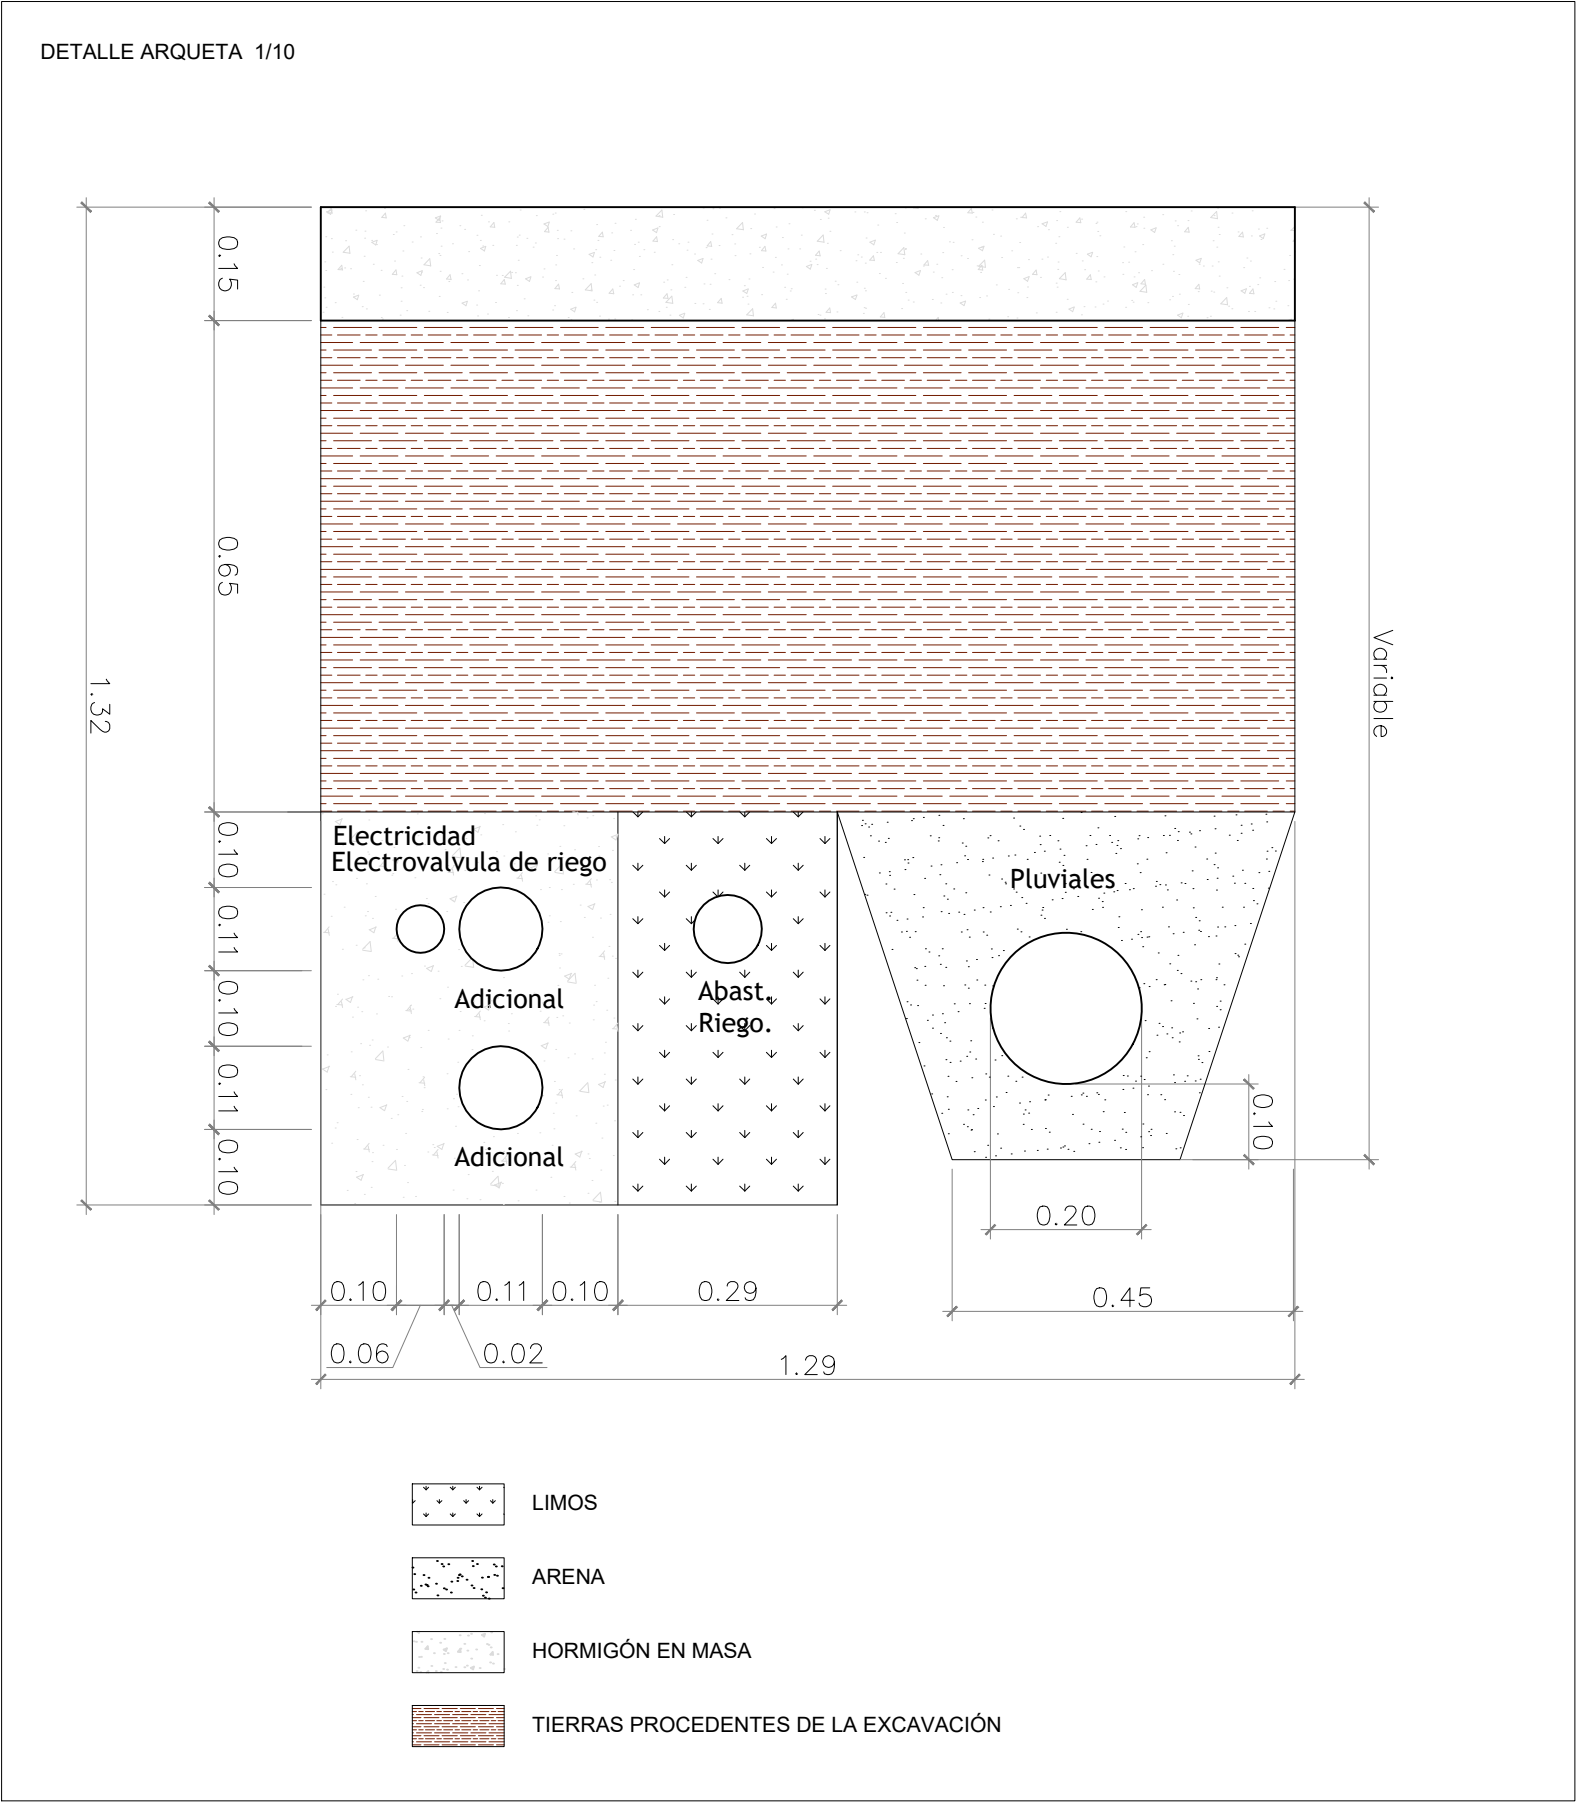 DETALLE ARQUETA 1/10
0.15
0.65
1.32
Variable
0.10
0.11
0.10
0.11
0.10
Electricidad
Electrovalvula de riego
Adicional
Adicional
Abast.
Riego.
Pluviales
0.10
0.20
0.10
0.11
0.10
0.29
0.45
0.06
0.02
1.29
LIMOS
ARENA
HORMIGÓN EN MASA
TIERRAS PROCEDENTES DE LA EXCAVACIÓN